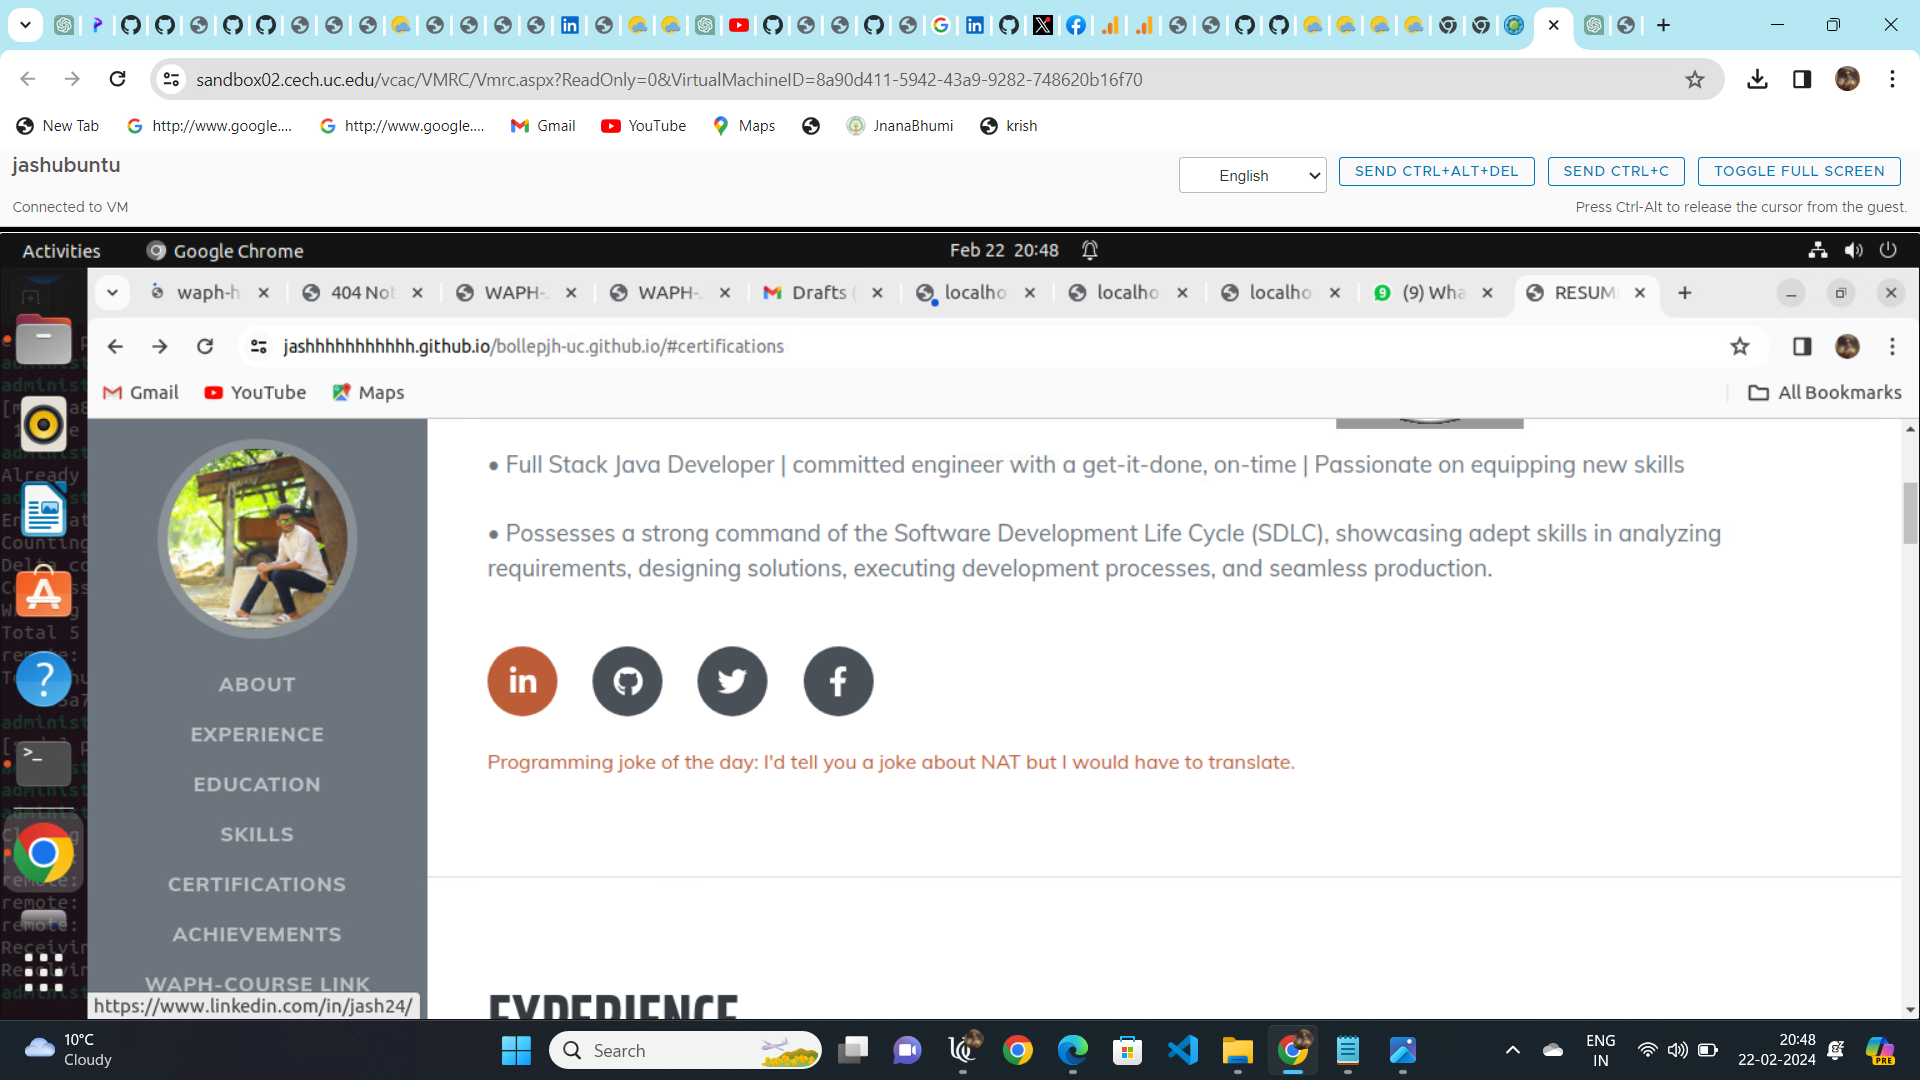 sandbox02.cech.uc.edu/vcac/VMRC/Vmrc.aspx?ReadOnly=0&VirtualMachineID=8a90d411-5942-43a9-9282-748620b16f70
New Tab http://www.google.... http://www.google.... Gmail YouTube Maps JnanaBhumi krish
jashubuntu
English SEND CTRL+ALT+DEL SEND CTRL+C TOGGLE FULL SCREEN
Connected to VM Press Ctrl-Alt to release the cursor from the guest.
Activities Google Chrome Feb 22 20:48
waph-h 404 Not WAPH- WAPH- Drafts ( localho localho localho (9) Wha RESUM
jashhhhhhhhhhh.github.io/bollepjh-uc.github.io/#certifications
Gmail YouTube Maps All Bookmarks
• Full Stack Java Developer | committed engineer with a get-it-done, on-time | Passionate on equipping new skills
• Possesses a strong command of the Software Development Life Cycle (SDLC), showcasing adept skills in analyzing
requirements, designing solutions, executing development processes, and seamless production.
ABOUT
EXPERIENCE
EDUCATION
SKILLS
CERTIFICATIONS
ACHIEVEMENTS
WAPH-COURSE LINK
Programming joke of the day: I'd tell you a joke about NAT but I would have to translate.
EXPERIENCE
https://www.linkedin.com/in/jash24/
10°C
Cloudy
Search
ENG
IN
20:48
22-02-2024